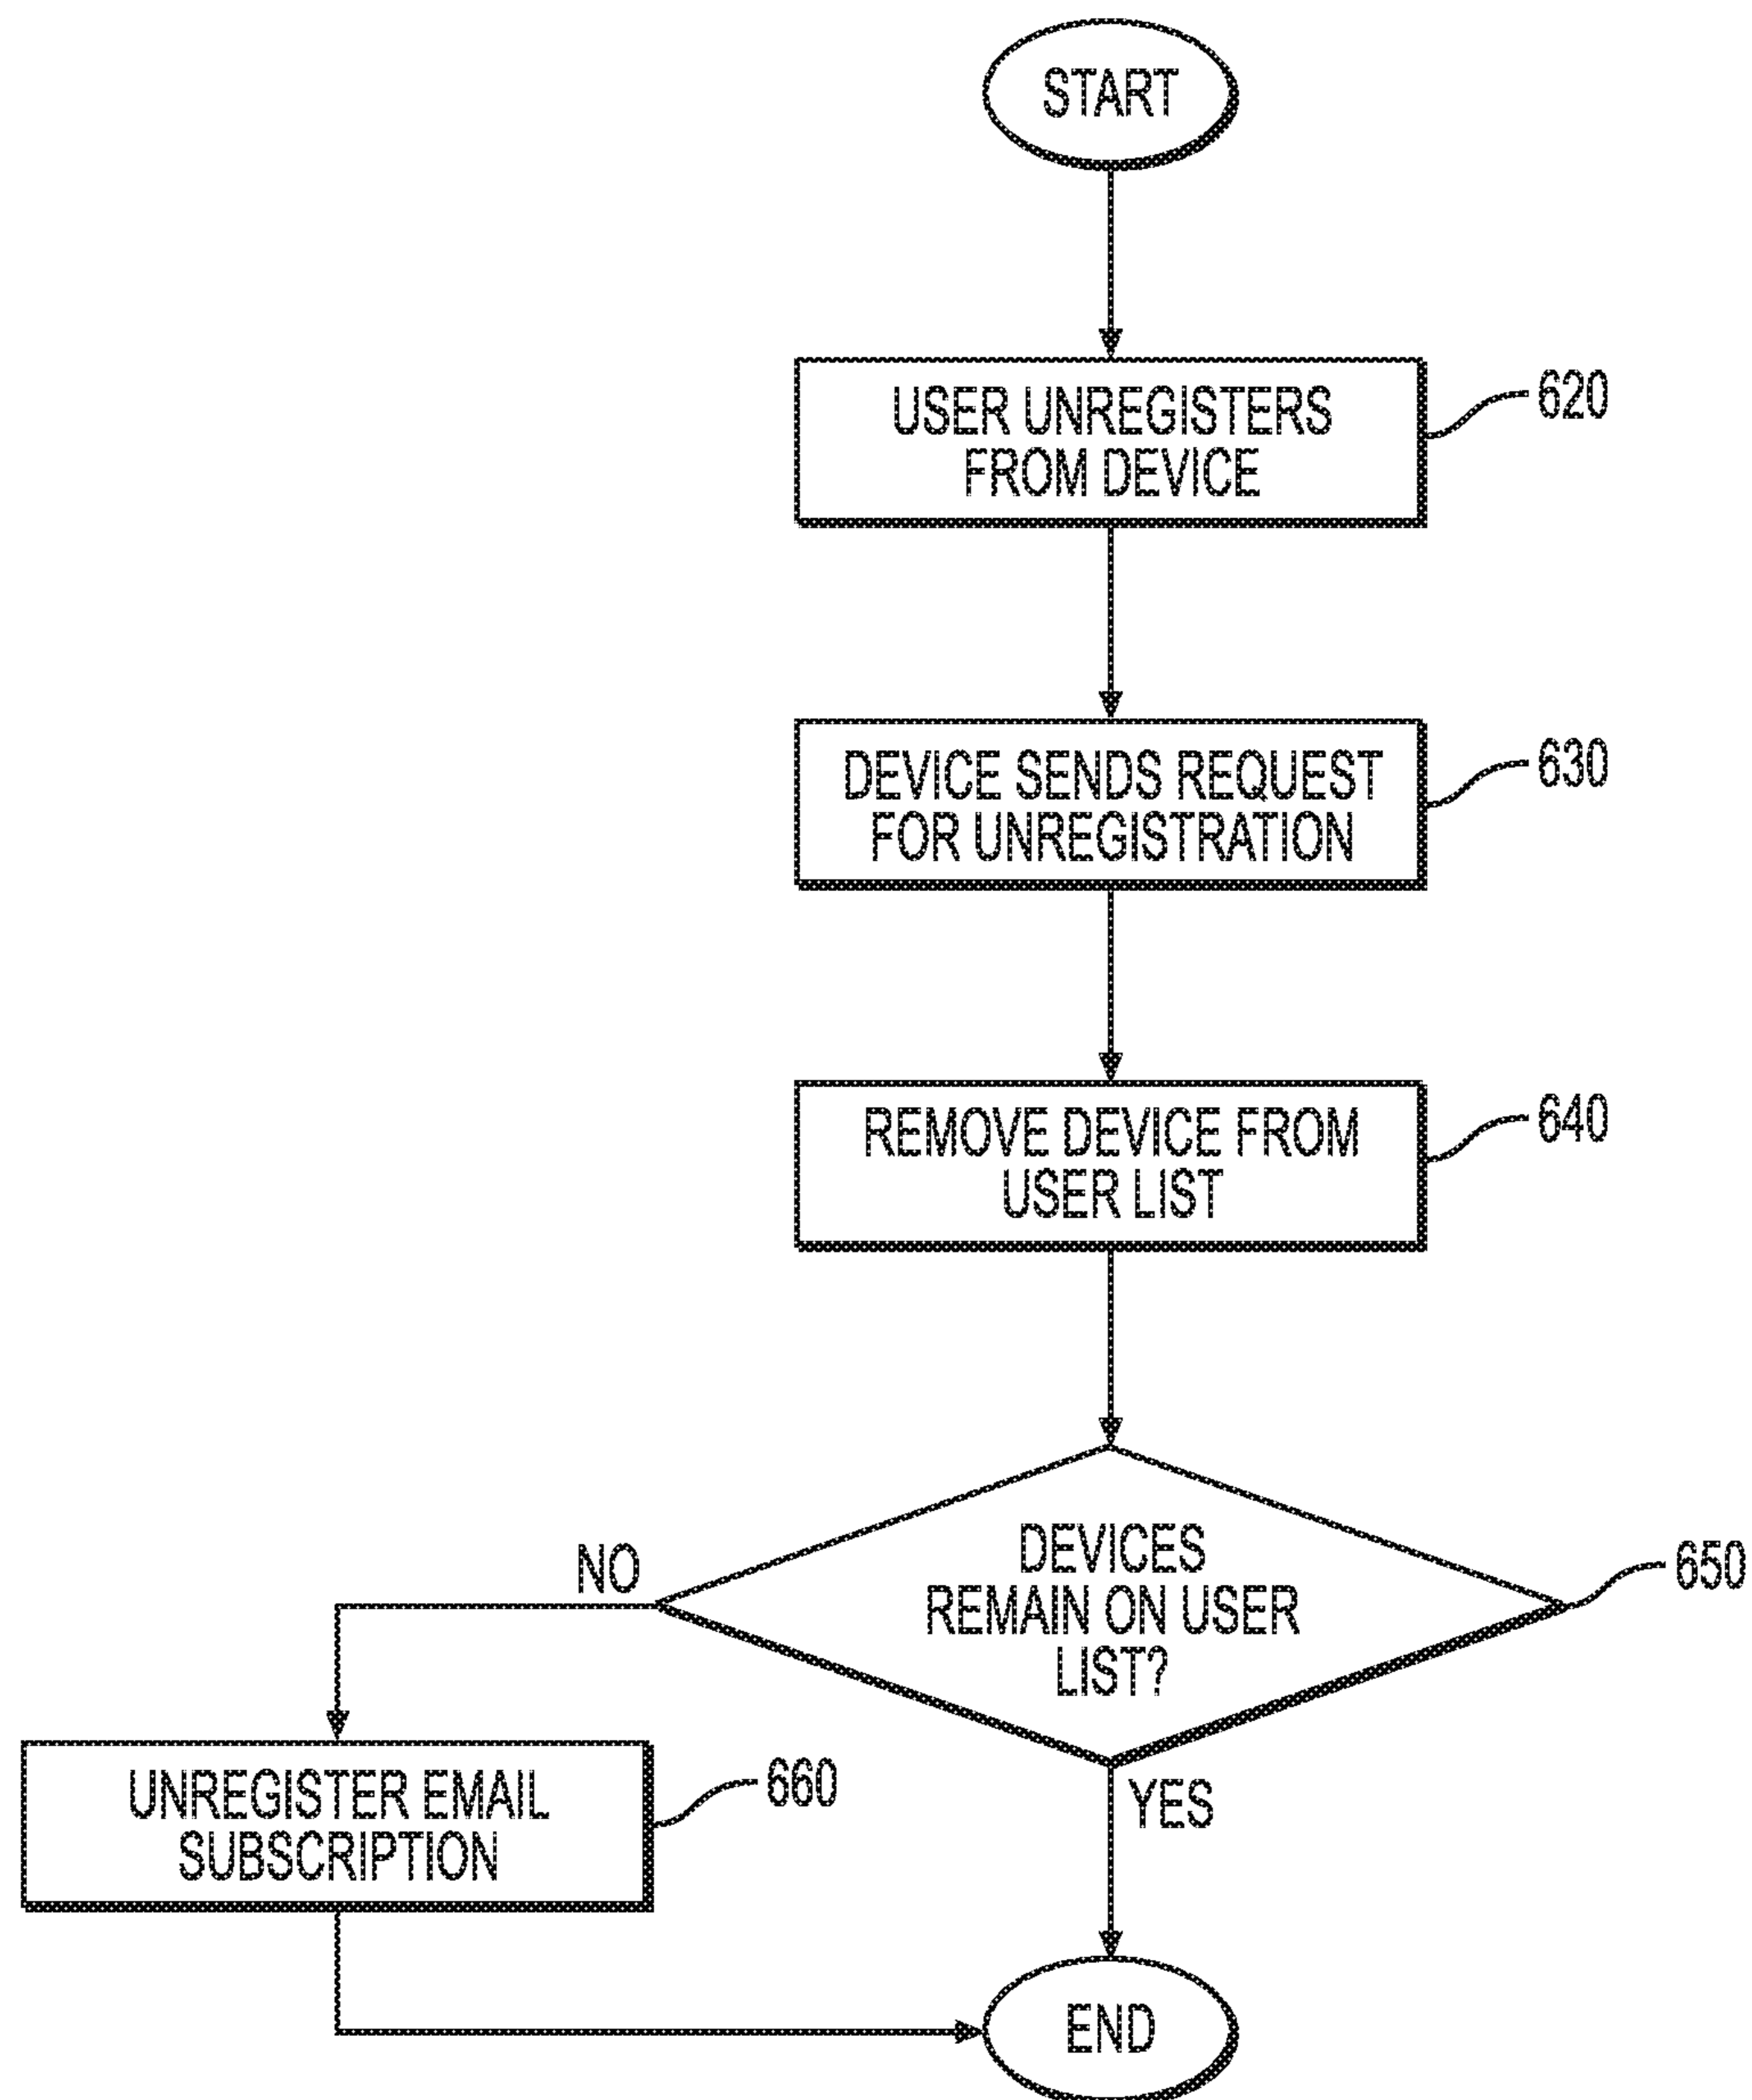 START
USER UNREGISTERS
FROM DEVICE
620
DEVICE SENDS REQUEST
FOR UNREGISTRATION
630
REMOVE DEVICE FROM
USER LIST
640
DEVICES
REMAIN ON USER
LIST?
650
NO
YES
UNREGISTER EMAIL
SUBSCRIPTION
660
END